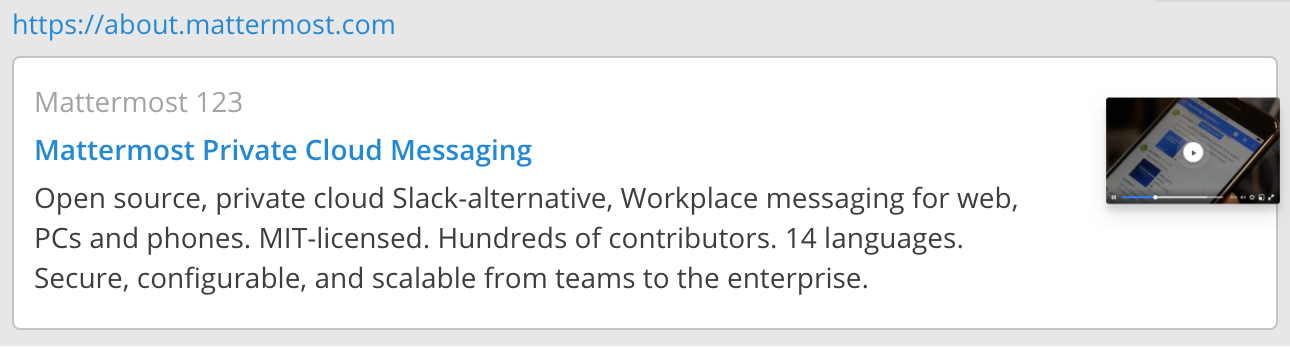 https://about.mattermost.com
Mattermost 123
Mattermost Private Cloud Messaging
Open source, private cloud Slack-alternative, Workplace messaging for web,
PCs and phones. MIT-licensed. Hundreds of contributors. 14 languages.
Secure, configurable, and scalable from teams to the enterprise.